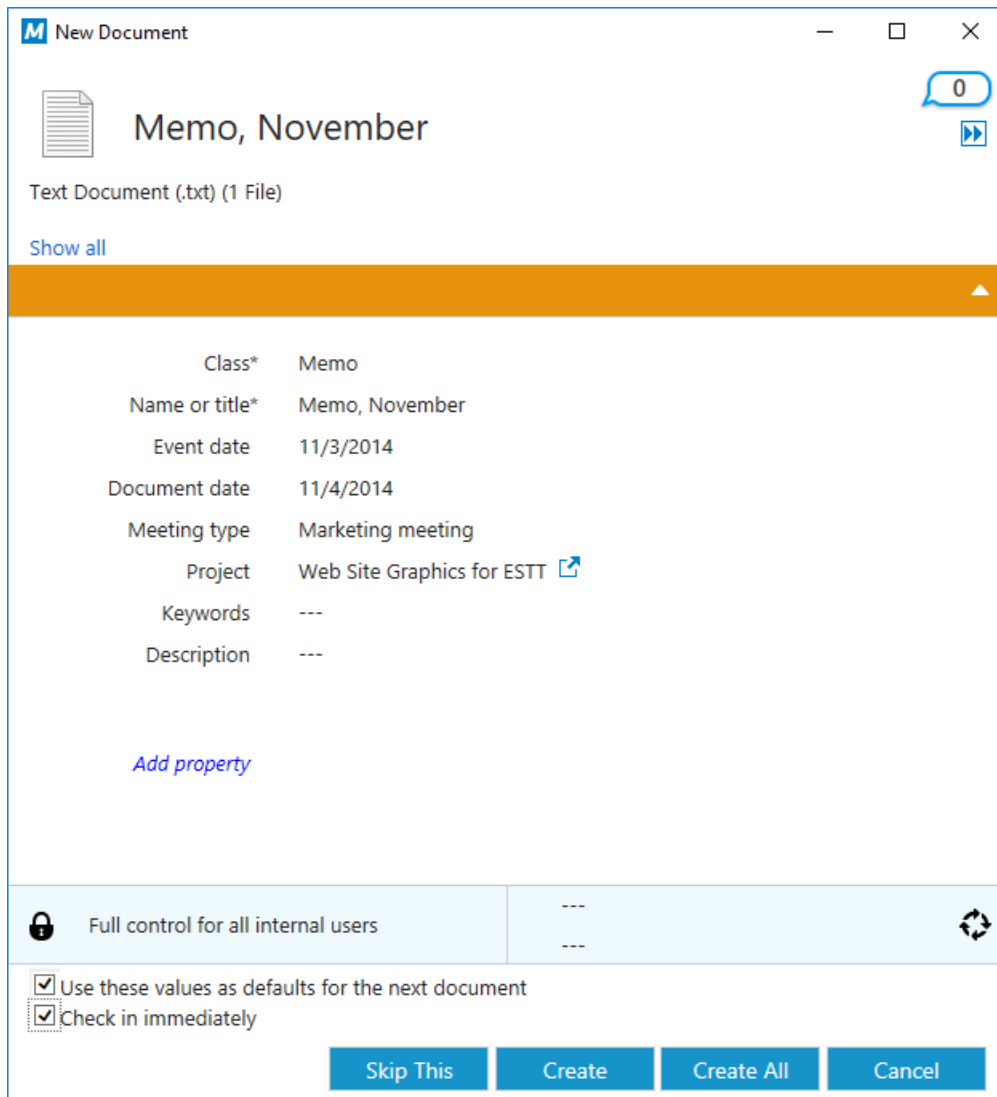 M New Document
0
Memo, November
Text Document (.txt) (1 File)
Show all
Class* Memo
Name or title* Memo, November
Event date 11/3/2014
Document date 11/4/2014
Meeting type Marketing meeting
Project Web Site Graphics for ESTT
Keywords ---
Description ---
Add property
Full control for all internal users
---
---
Use these values as defaults for the next document
Check in immediately
Skip This Create Create All Cancel